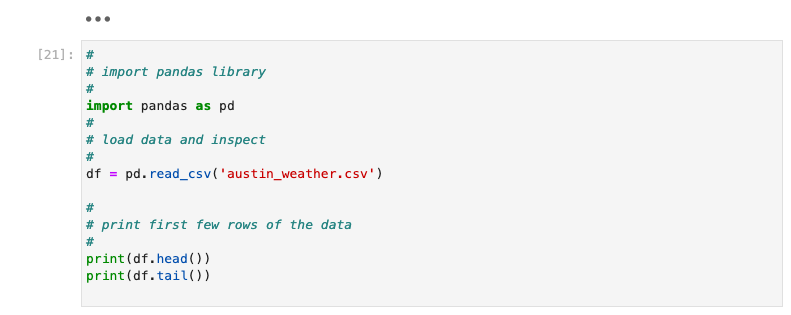 [21]: #
# import pandas library
#
import pandas as pd
#
# load data and inspect
#
df = pd.read_csv('austin_weather.csv')
#
# print first few rows of the data
#
print(df.head())
print(df.tail())